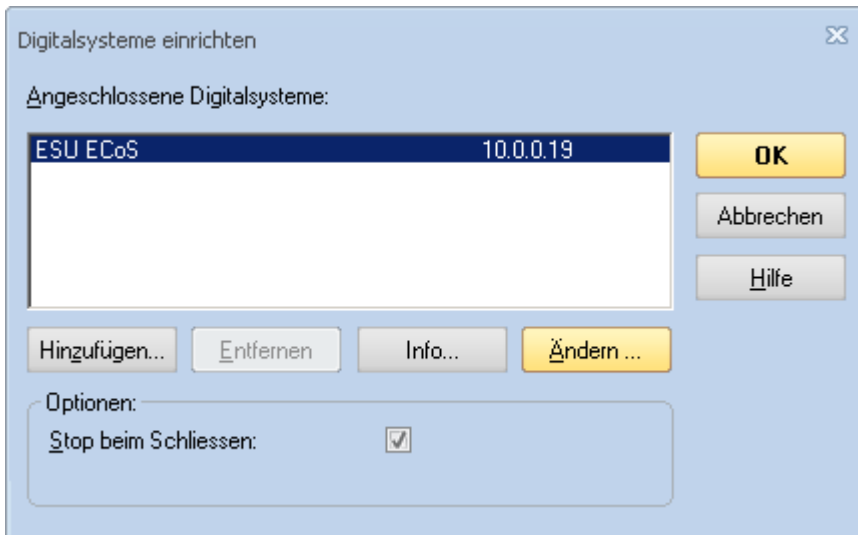 Digitalsysteme einrichten
Angeschlossene Digitalsysteme:
ESU ECoS 10.0.0.19
OK
Abbrechen
Hilfe
Hinzufügen... Entfernen Info... Ändern ...
Optionen:
Stop beim Schliessen: